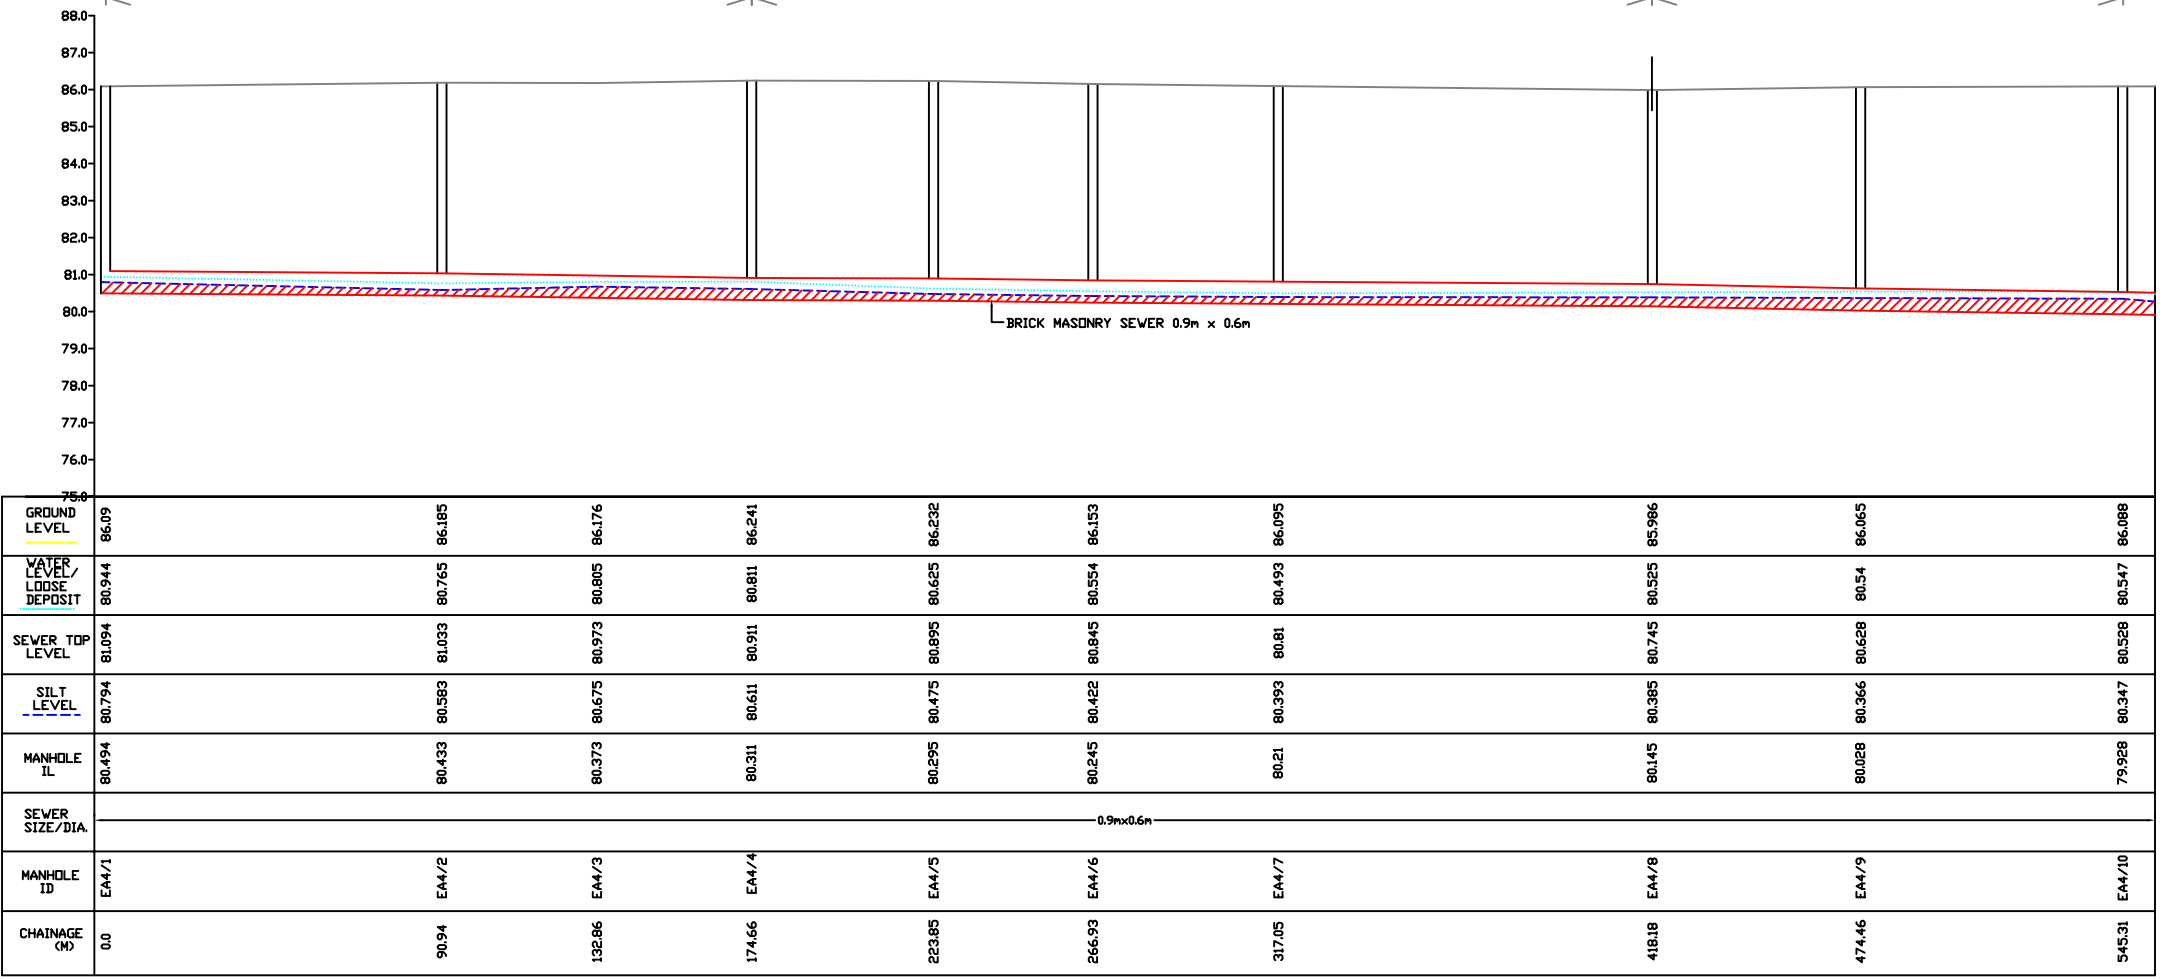 88.0
87.0
86.0
85.0
84.0
83.0
82.0
81.0
80.0
79.0
78.0
77.0
76.0
75.0
BRICK MASONRY SEWER 0.9m x 0.6m
GROUND
LEVEL
86.09
86.185
86.176
86.241
86.232
86.153
86.095
85.986
86.065
86.088
WATER
LEVEL/
LOOSE
DEPOSIT
80.944
80.765
80.805
80.811
80.625
80.554
80.493
80.525
80.54
80.547
SEWER TOP
LEVEL
81.094
81.033
80.973
80.911
80.895
80.845
80.81
80.745
80.628
80.528
SILT
LEVEL
80.794
80.583
80.675
80.611
80.475
80.422
80.393
80.385
80.366
80.347
MANHOLE
IL
80.494
80.433
80.373
80.311
80.295
80.245
80.21
80.145
80.028
79.928
SEWER
SIZE/DIA.
0.9mx0.6m
MANHOLE
ID
EA4/1
EA4/2
EA4/3
EA4/4
EA4/5
EA4/6
EA4/7
EA4/8
EA4/9
EA4/10
CHAINAGE
(M)
0.0
90.94
132.86
174.66
223.85
266.93
317.05
418.18
474.46
545.31